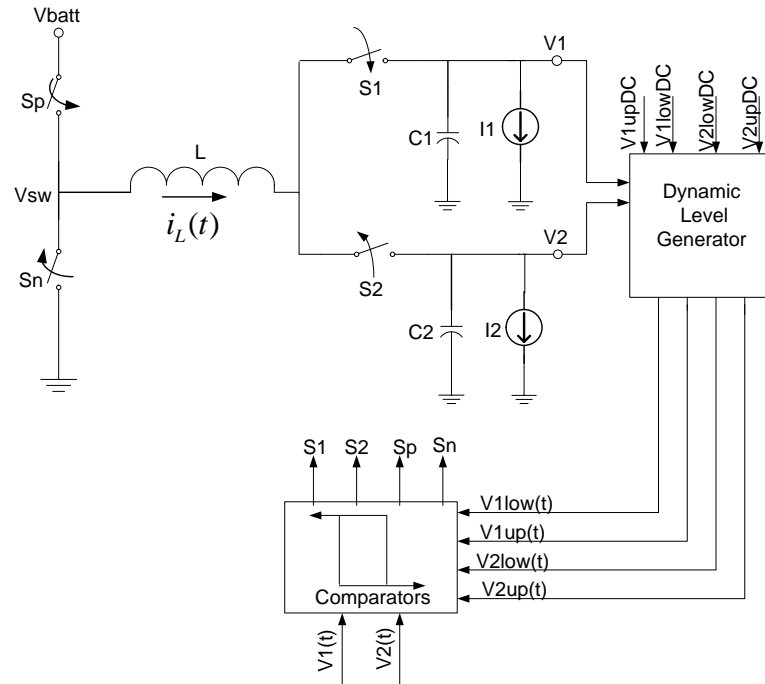 Vbatt
Sp
Vsw
Sn
L
i_L(t)
S1
S2
C1
I1
V1
C2
I2
V2
V1upDC
V1lowDC
V2lowDC
V2upDC
Dynamic
Level
Generator
S1
S2
Sp
Sn
V1low(t)
V1up(t)
V2low(t)
V2up(t)
Comparators
V1(t)
V2(t)